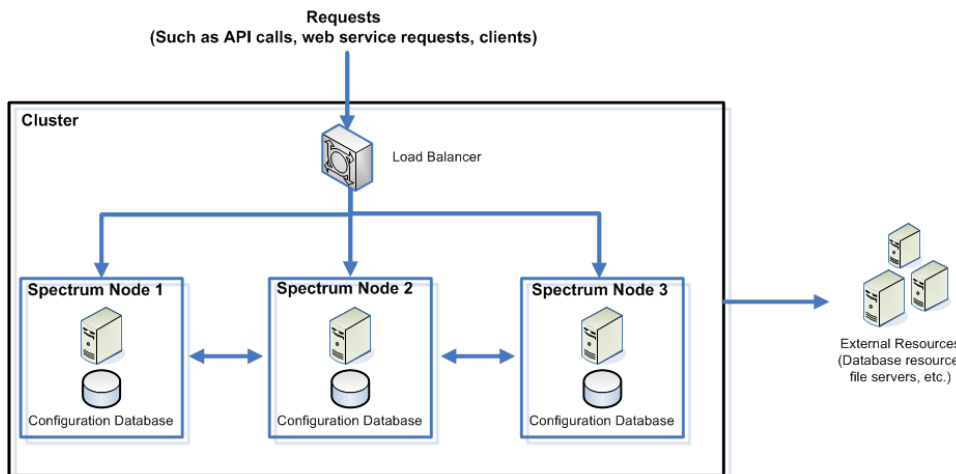 Requests
(Such as API calls, web service requests, clients)
Cluster
Load Balancer
Spectrum Node 1
Spectrum Node 2
Spectrum Node 3
Configuration Database
Configuration Database
Configuration Database
External Resources
(Database resource
file servers, etc.)